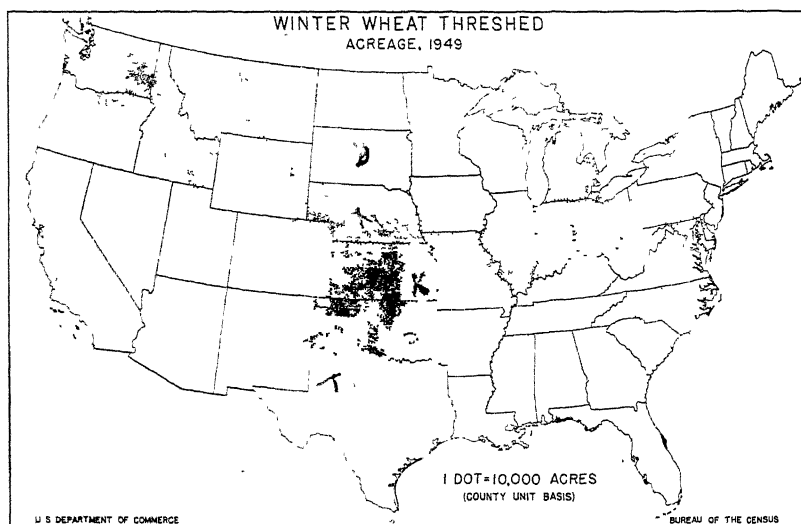 WINTER WHEAT THRESHED
ACREAGE, 1949
D
K
T
1 DOT=10,000 ACRES
(COUNTY UNIT BASIS)
U S DEPARTMENT OF COMMERCE
BUREAU OF THE CENSUS